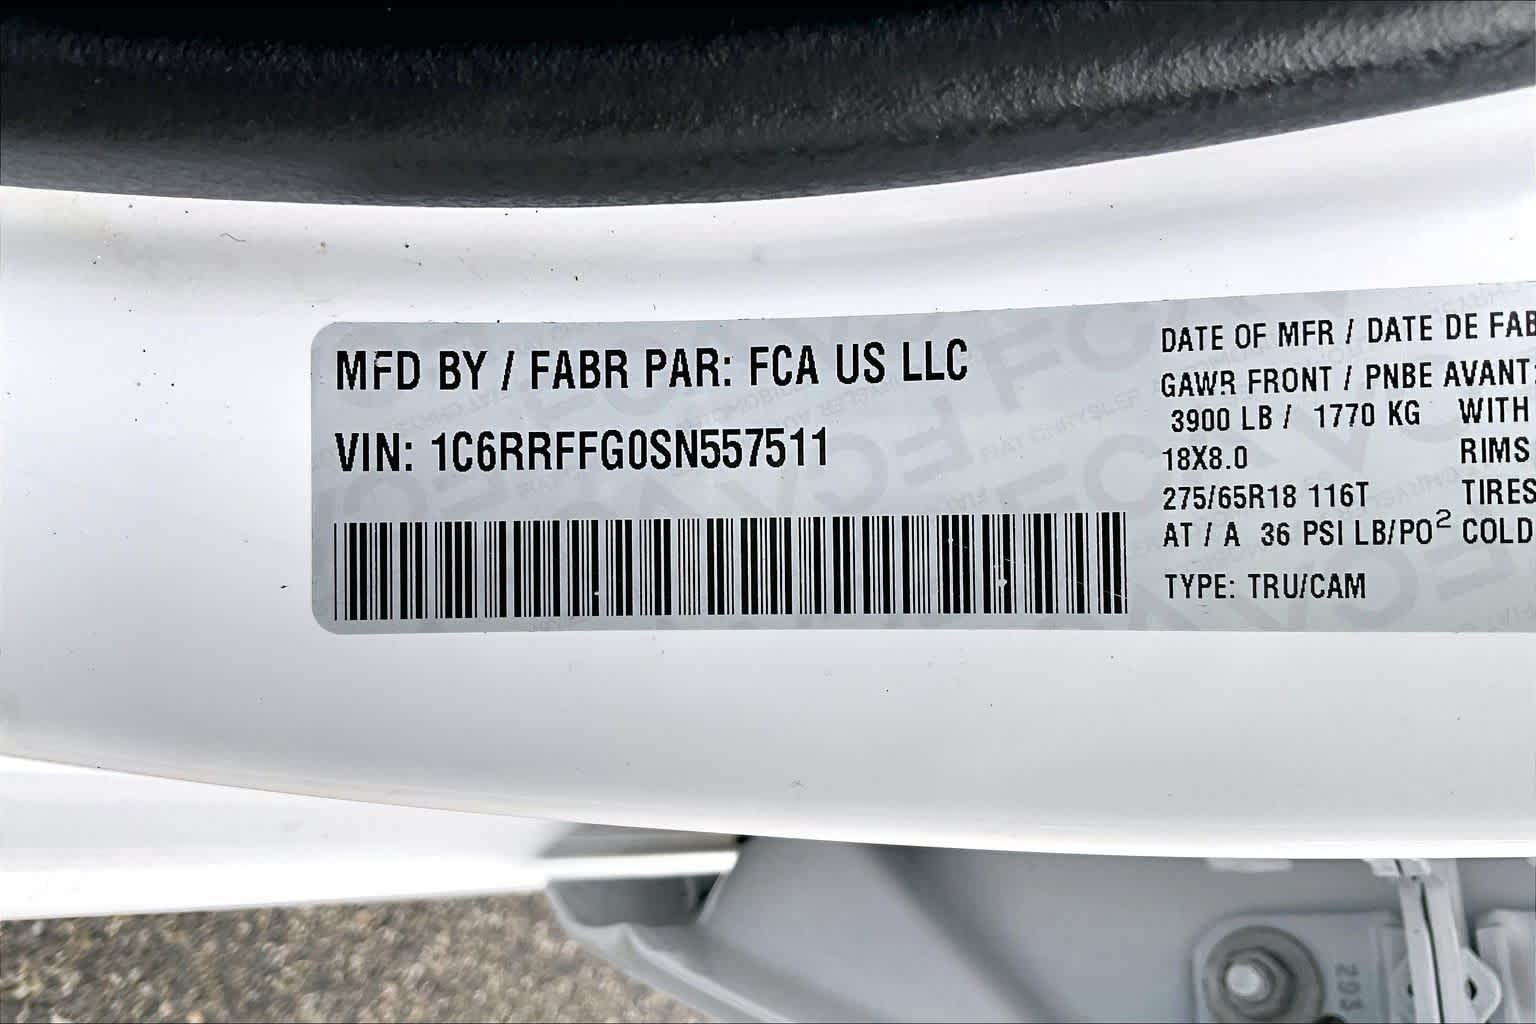 MFD BY / FABR PAR: FCA US LLC
VIN: 1C6RRFFG0SN557511
DATE OF MFR / DATE DE FAB
GAWR FRONT / PNBE AVANT:
3900 LB / 1770 KG WITH
18X8.0 RIMS
275/65R18 116T TIRES
AT / A 36 PSI LB/PO² COLD
TYPE: TRU/CAM
293